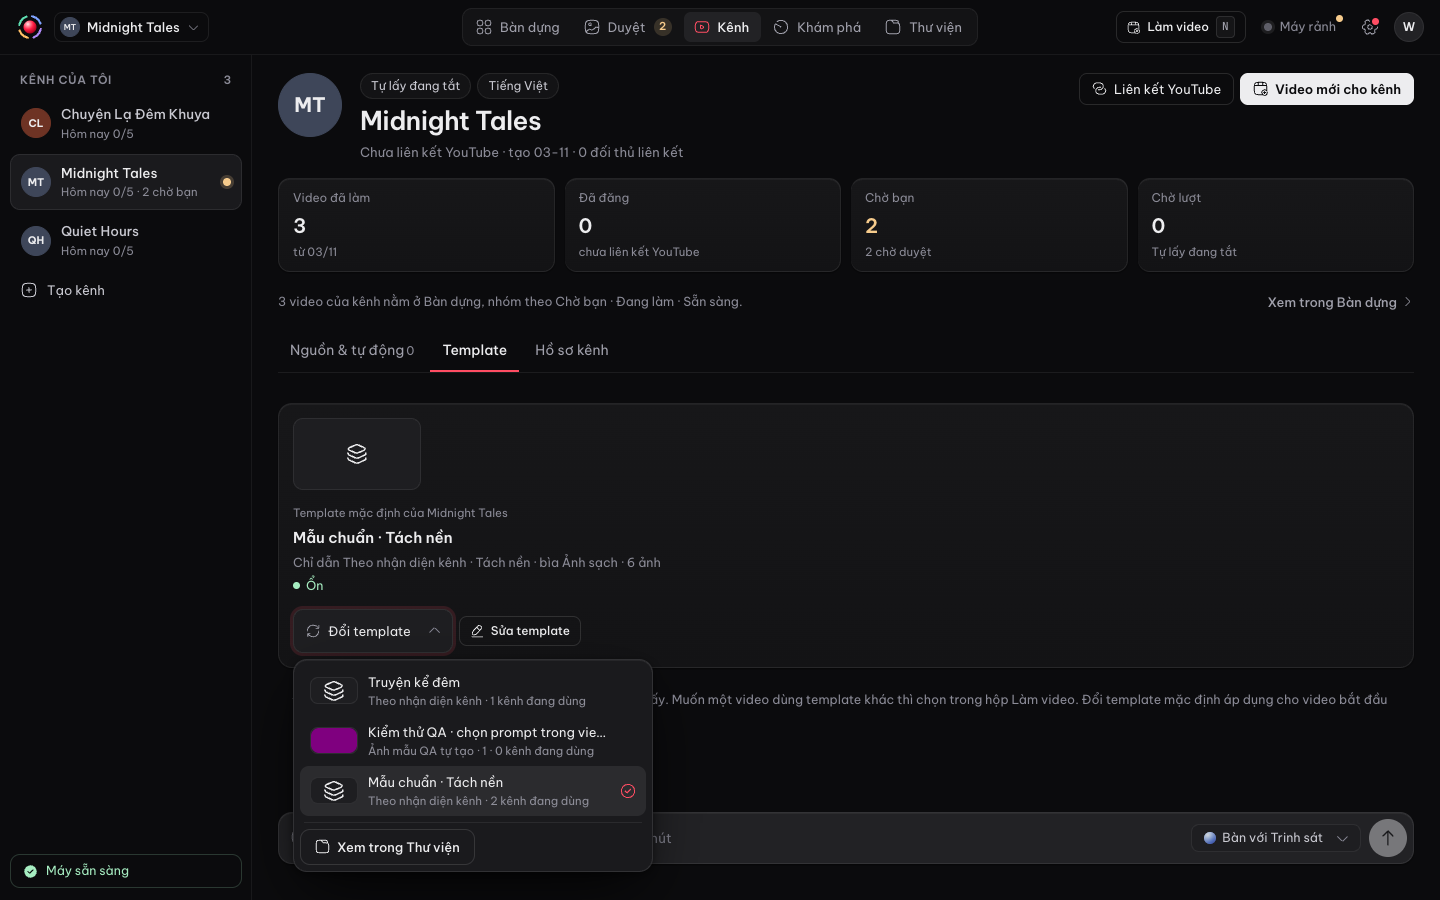 MT Midnight Tales
Bàn dựng
Duyệt 2
Kênh
Khám phá
Thư viện
Làm video N
Máy rảnh
W
KÊNH CỦA TÔI 3
CL
Chuyện Lạ Đêm Khuya
Hôm nay 0/5
MT
Midnight Tales
Hôm nay 0/5 · 2 chờ bạn
QH
Quiet Hours
Hôm nay 0/5
Tạo kênh
Máy sẵn sàng
MT
Tự lấy đang tắt
Tiếng Việt
Midnight Tales
Chưa liên kết YouTube · tạo 03-11 · 0 đối thủ liên kết
Liên kết YouTube
Video mới cho kênh
Video đã làm
3
từ 03/11
Đã đăng
0
chưa liên kết YouTube
Chờ bạn
2
2 chờ duyệt
Chờ lượt
0
Tự lấy đang tắt
3 video của kênh nằm ở Bàn dựng, nhóm theo Chờ bạn · Đang làm · Sẵn sàng.
Xem trong Bàn dựng
Nguồn & tự động 0
Template
Hồ sơ kênh
Template mặc định của Midnight Tales
Mẫu chuẩn · Tách nền
Chỉ dẫn Theo nhận diện kênh · Tách nền · bìa Ảnh sạch · 6 ảnh
Ổn
Đổi template
Sửa template
Truyện kể đêm
Theo nhận diện kênh · 1 kênh đang dùng
Kiểm thử QA · chọn prompt trong vie...
Ảnh mẫu QA tự tạo · 1 · 0 kênh đang dùng
Mẫu chuẩn · Tách nền
Theo nhận diện kênh · 2 kênh đang dùng
Xem trong Thư viện
ấy. Muốn một video dùng template khác thì chọn trong hộp Làm video. Đổi template mặc định áp dụng cho video bắt đầu
Bàn với Trinh sát